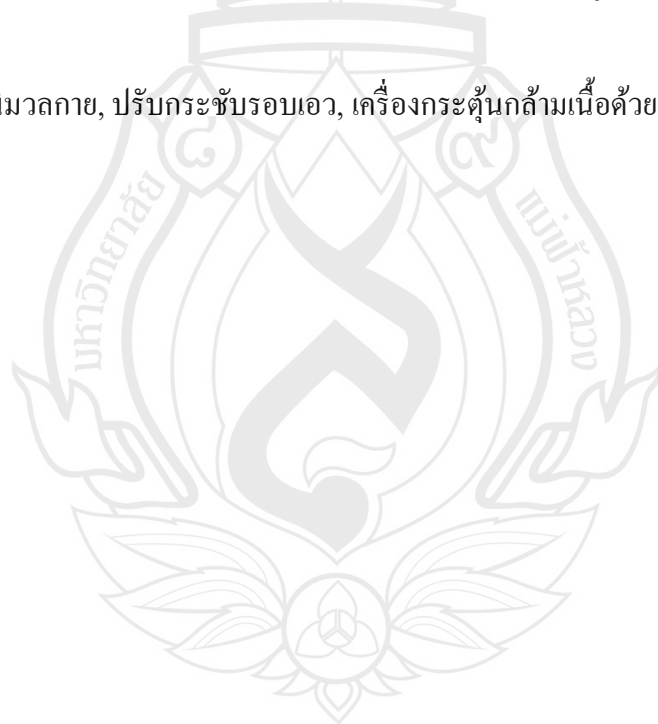 มวลกาย, ปรับกระชับรอบเอว, เครื่องกระตุ้นกล้ามเนื้อด้วย
๘ ๙
มหาวิทยาลัย แม่ฟ้าหลวง